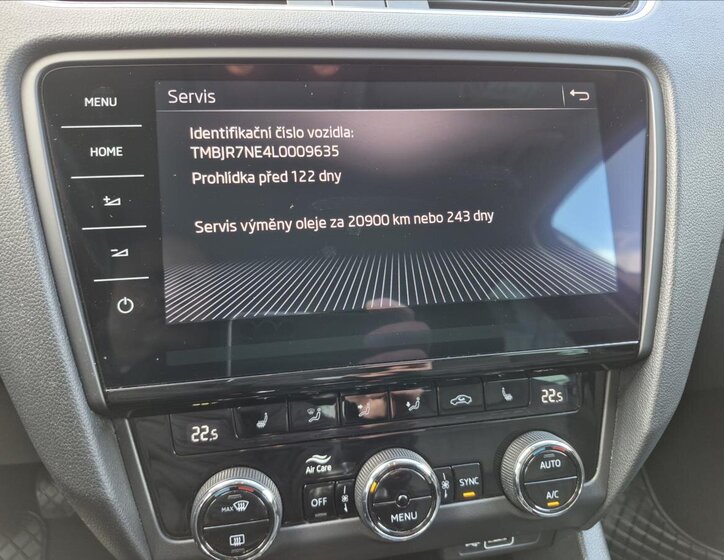 MENU
HOME
Servis
Identifikační číslo vozidla:
TMBJR7NE4L0009635
Prohlídka před 122 dny
Servis výměny oleje za 20900 km nebo 243 dny
22.5
22.5
Air Care
MAX
OFF
MENU
SYNC
AUTO
A/C